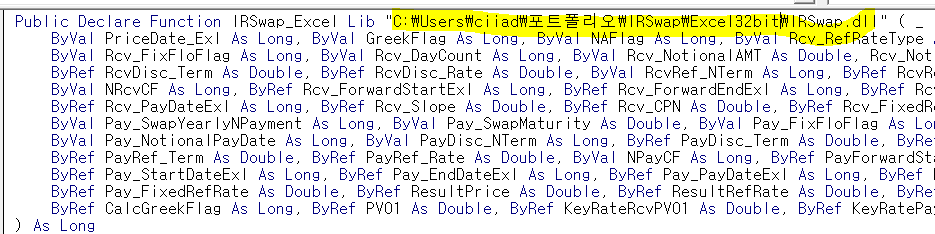 Public Declare Function IRSwap_Excel Lib "C:₩Users₩ciiad₩포트폴리오₩IRSwap₩Excel32bit₩IRSwap.dll" ( _
ByVal PriceDate_Exl As Long, ByVal GreekFlag As Long, ByVal NAFlag As Long, ByVal Rcv_RefRateType
ByVal Rcv_FixFloFlag As Long, ByVal Rcv_DayCount As Long, ByVal Rcv_NotionalAMT As Double, Rcv_Not
ByRef RcvDisc_Term As Double, ByRef RcvDisc_Rate As Double, ByVal RcvRef_NTerm As Long, ByRef RcvR
ByVal NRcvCF As Long, ByRef Rcv_ForwardStartExl As Long, ByRef Rcv_ForwardEndExl As Long, ByRef Rc
ByRef Rcv_PayDateExl As Long, ByRef Rcv_Slope As Double, ByRef Rcv_CPN As Double, ByRef Rcv_FixedR
ByVal Pay_SwapYearlyNPayment As Long, ByVal Pay_SwapMaturity As Double, ByVal Pay_FixFloFlag As Lon
ByVal Pay_NotionalPayDate As Long, ByVal PayDisc_NTerm As Long, ByRef PayDisc_Term As Double, ByRe
ByRef PayRef_Term As Double, ByRef PayRef_Rate As Double, ByVal NPayCF As Long, ByRef PayForwardSta
ByRef Pay_StartDateExl As Long, ByRef Pay_EndDateExl As Long, ByRef Pay_PayDateExl As Long, ByRef
ByRef Pay_FixedRefRate As Double, ByRef ResultPrice As Double, ByRef ResultRefRate As Double, ByRef
ByRef CalcGreekFlag As Long, ByRef PV01 As Double, ByRef KeyRateRcvPV01 As Double, ByRef KeyRatePa
) As Long